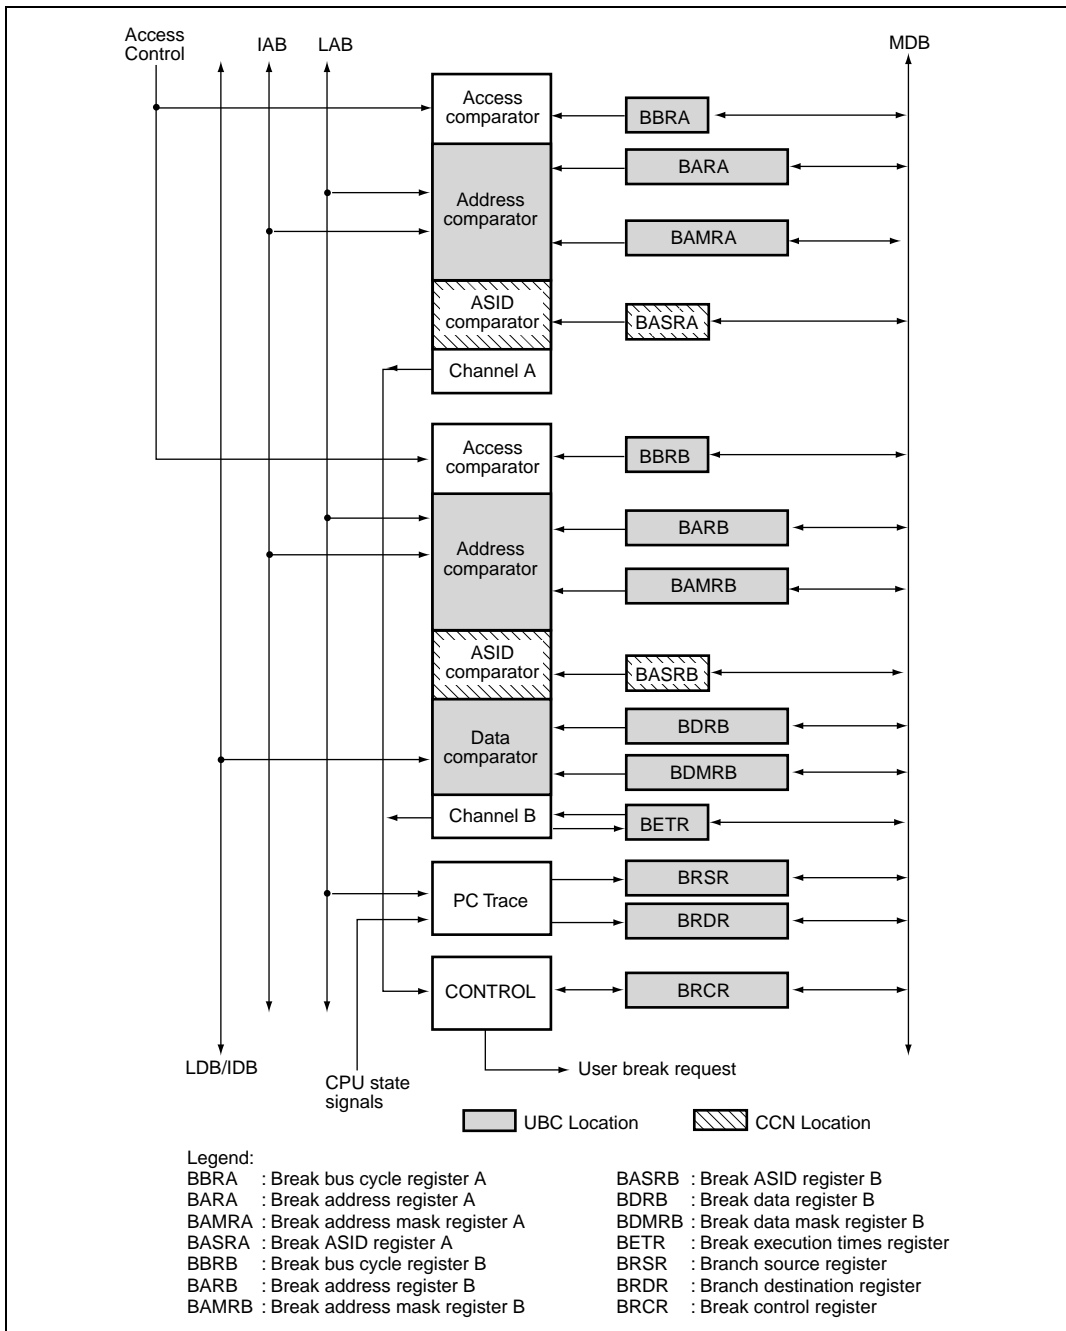 Access
Control
IAB
LAB
MDB
Access
comparator
BBRA
BARA
Address
comparator
BAMRA
ASID
comparator
BASRA
Channel A
Access
comparator
BBRB
BARB
Address
comparator
BAMRB
ASID
comparator
BASRB
BDRB
Data
comparator
BDMRB
Channel B
BETR
BRSR
PC Trace
BRDR
CONTROL
BRCR
LDB/IDB
CPU state
signals
User break request
UBC Location
CCN Location
Legend:
BBRA : Break bus cycle register A
BARA : Break address register A
BAMRA : Break address mask register A
BASRA : Break ASID register A
BBRB : Break bus cycle register B
BARB : Break address register B
BAMRB : Break address mask register B
BASRB : Break ASID register B
BDRB : Break data register B
BDMRB : Break data mask register B
BETR : Break execution times register
BRSR : Branch source register
BRDR : Branch destination register
BRCR : Break control register